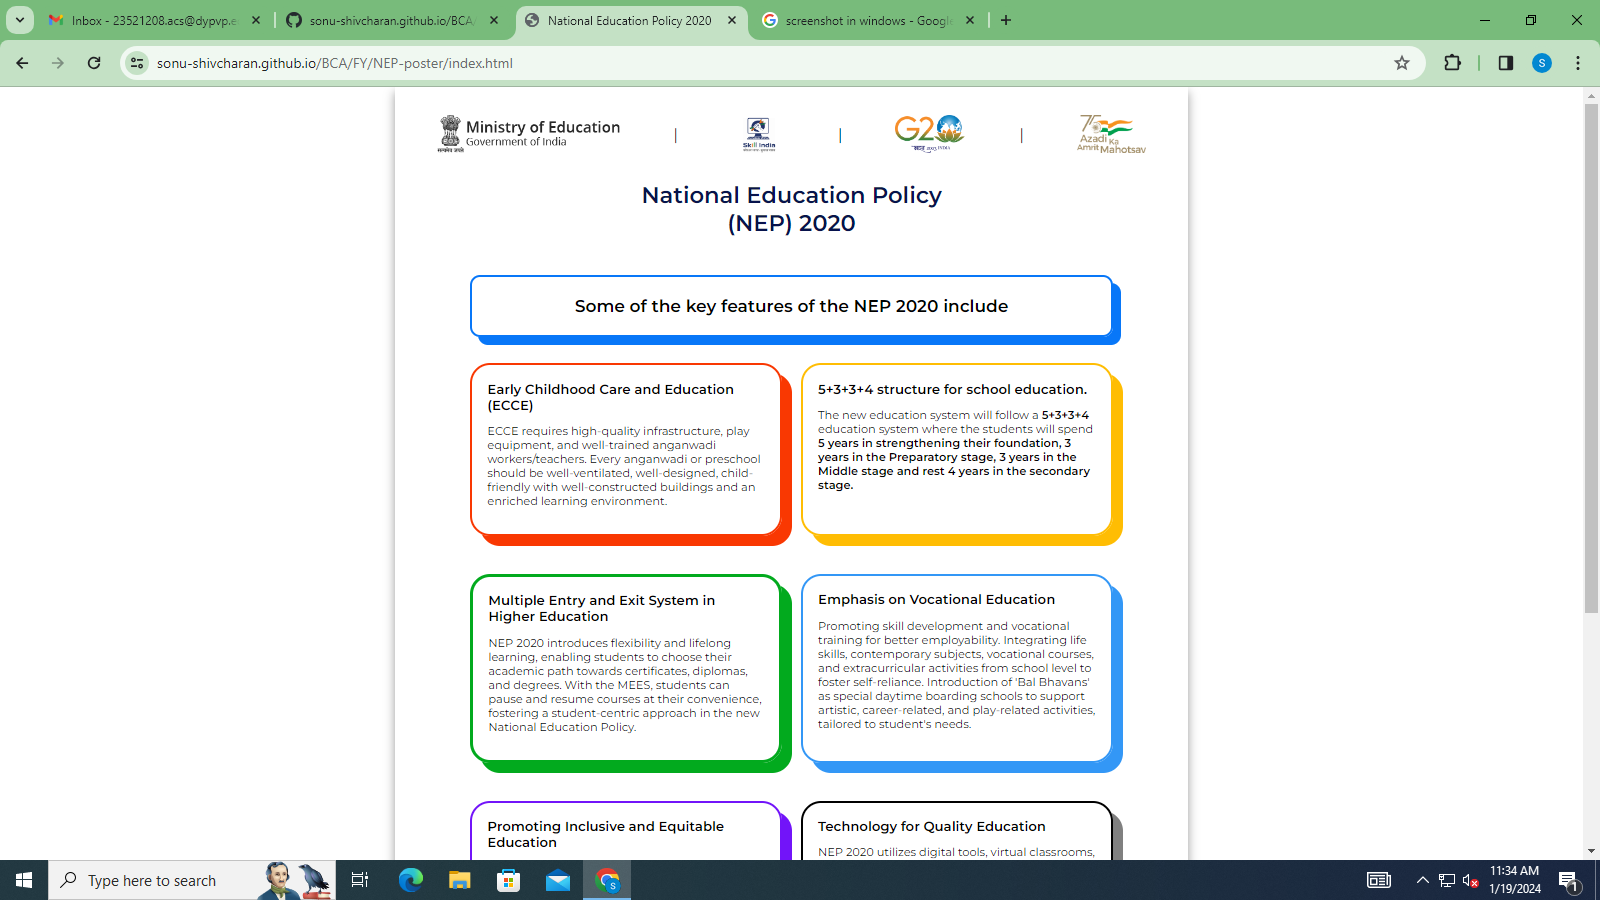 Inbox - 23521208.acs@dypvp.e
sonu-shivcharan.github.io/BCA/
National Education Policy 2020
screenshot in windows - Google
sonu-shivcharan.github.io/BCA/FY/NEP-poster/index.html
S
Ministry of Education
Government of India
सत्यमेव जयते
|
Skill India
|
G20
2023 INDIA
|
75
Azadi Ka
Amrit Mahotsav
National Education Policy
(NEP) 2020
Some of the key features of the NEP 2020 include
Early Childhood Care and Education
(ECCE)
ECCE requires high-quality infrastructure, play
equipment, and well-trained anganwadi
workers/teachers. Every anganwadi or preschool
should be well-ventilated, well-designed, child-
friendly with well-constructed buildings and an
enriched learning environment.
5+3+3+4 structure for school education.
The new education system will follow a 5+3+3+4
education system where the students will spend
5 years in strengthening their foundation, 3
years in the Preparatory stage, 3 years in the
Middle stage and rest 4 years in the secondary
stage.
Multiple Entry and Exit System in
Higher Education
NEP 2020 introduces flexibility and lifelong
learning, enabling students to choose their
academic path towards certificates, diplomas,
and degrees. With the MEES, students can
pause and resume courses at their convenience,
fostering a student-centric approach in the new
National Education Policy.
Emphasis on Vocational Education
Promoting skill development and vocational
training for better employability. Integrating life
skills, contemporary subjects, vocational courses,
and extracurricular activities from school level to
foster self-reliance. Introduction of 'Bal Bhavans'
as special daytime boarding schools to support
artistic, career-related, and play-related activities,
tailored to student's needs.
Promoting Inclusive and Equitable
Education
Technology for Quality Education
NEP 2020 utilizes digital tools, virtual classrooms,
Type here to search
S
11:34 AM
1/19/2024
1